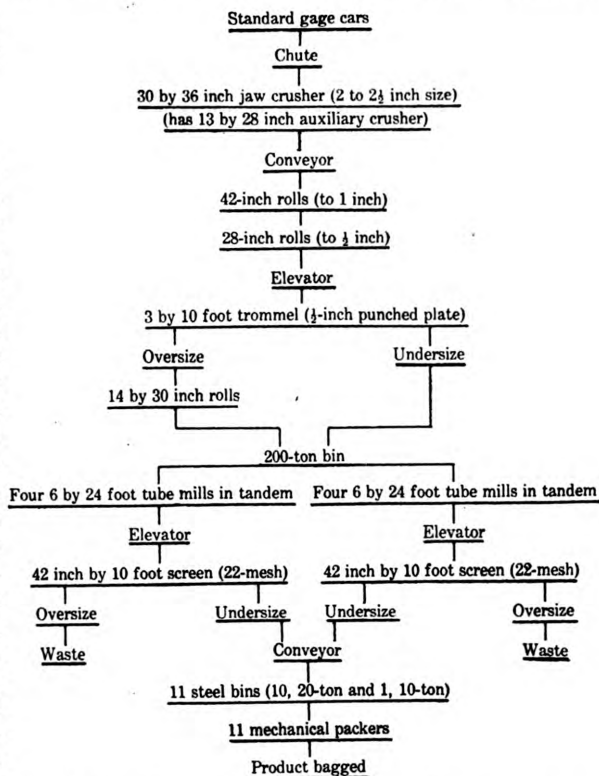 Standard gage cars
Chute
30 by 36 inch jaw crusher (2 to 2½ inch size)
(has 13 by 28 inch auxiliary crusher)
Conveyor
42-inch rolls (to 1 inch)
28-inch rolls (to ½ inch)
Elevator
3 by 10 foot trommel (½-inch punched plate)
Oversize Undersize
14 by 30 inch rolls
200-ton bin
Four 6 by 24 foot tube mills in tandem Four 6 by 24 foot tube mills in tandem
Elevator Elevator
42 inch by 10 foot screen (22-mesh) 42 inch by 10 foot screen (22-mesh)
Oversize Undersize Undersize Oversize
Waste Conveyor Waste
11 steel bins (10, 20-ton and 1, 10-ton)
11 mechanical packers
Product bagged